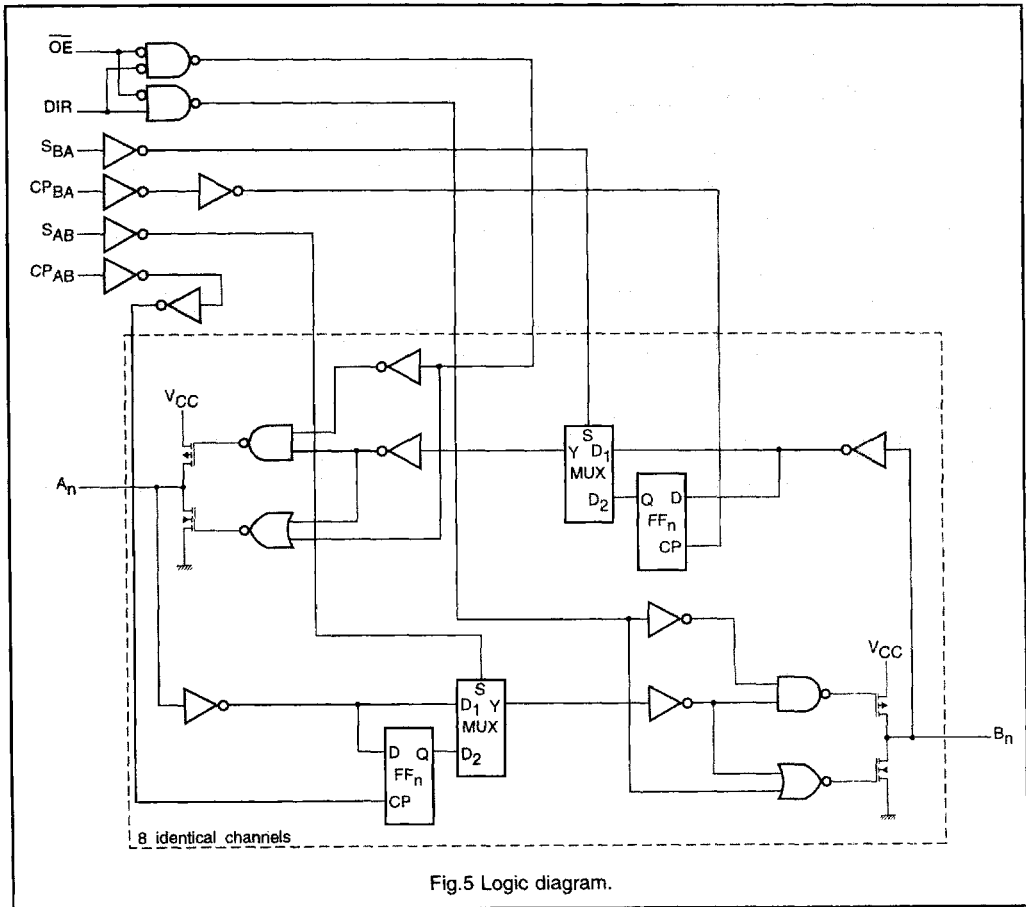 OE
DIR
SBA
CPBA
SAB
CPAB
VCC
S
Y D1
MUX
D2
Q D
FFn
CP
An
VCC
S
D1 Y
MUX
D2
D Q
FFn
CP
Bn
8 identical channels
Fig.5 Logic diagram.